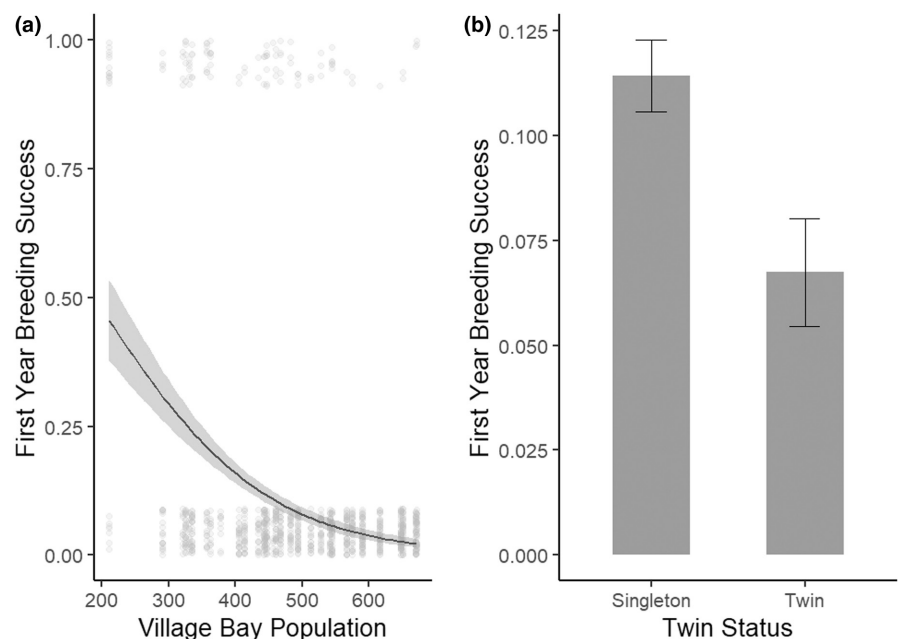 (a)
First Year Breeding Success
1.00
0.75
0.50
0.25
0.00
200 300 400 500 600
Village Bay Population
(b)
First Year Breeding Success
0.125
0.100
0.075
0.050
0.025
0.000
Singleton Twin
Twin Status